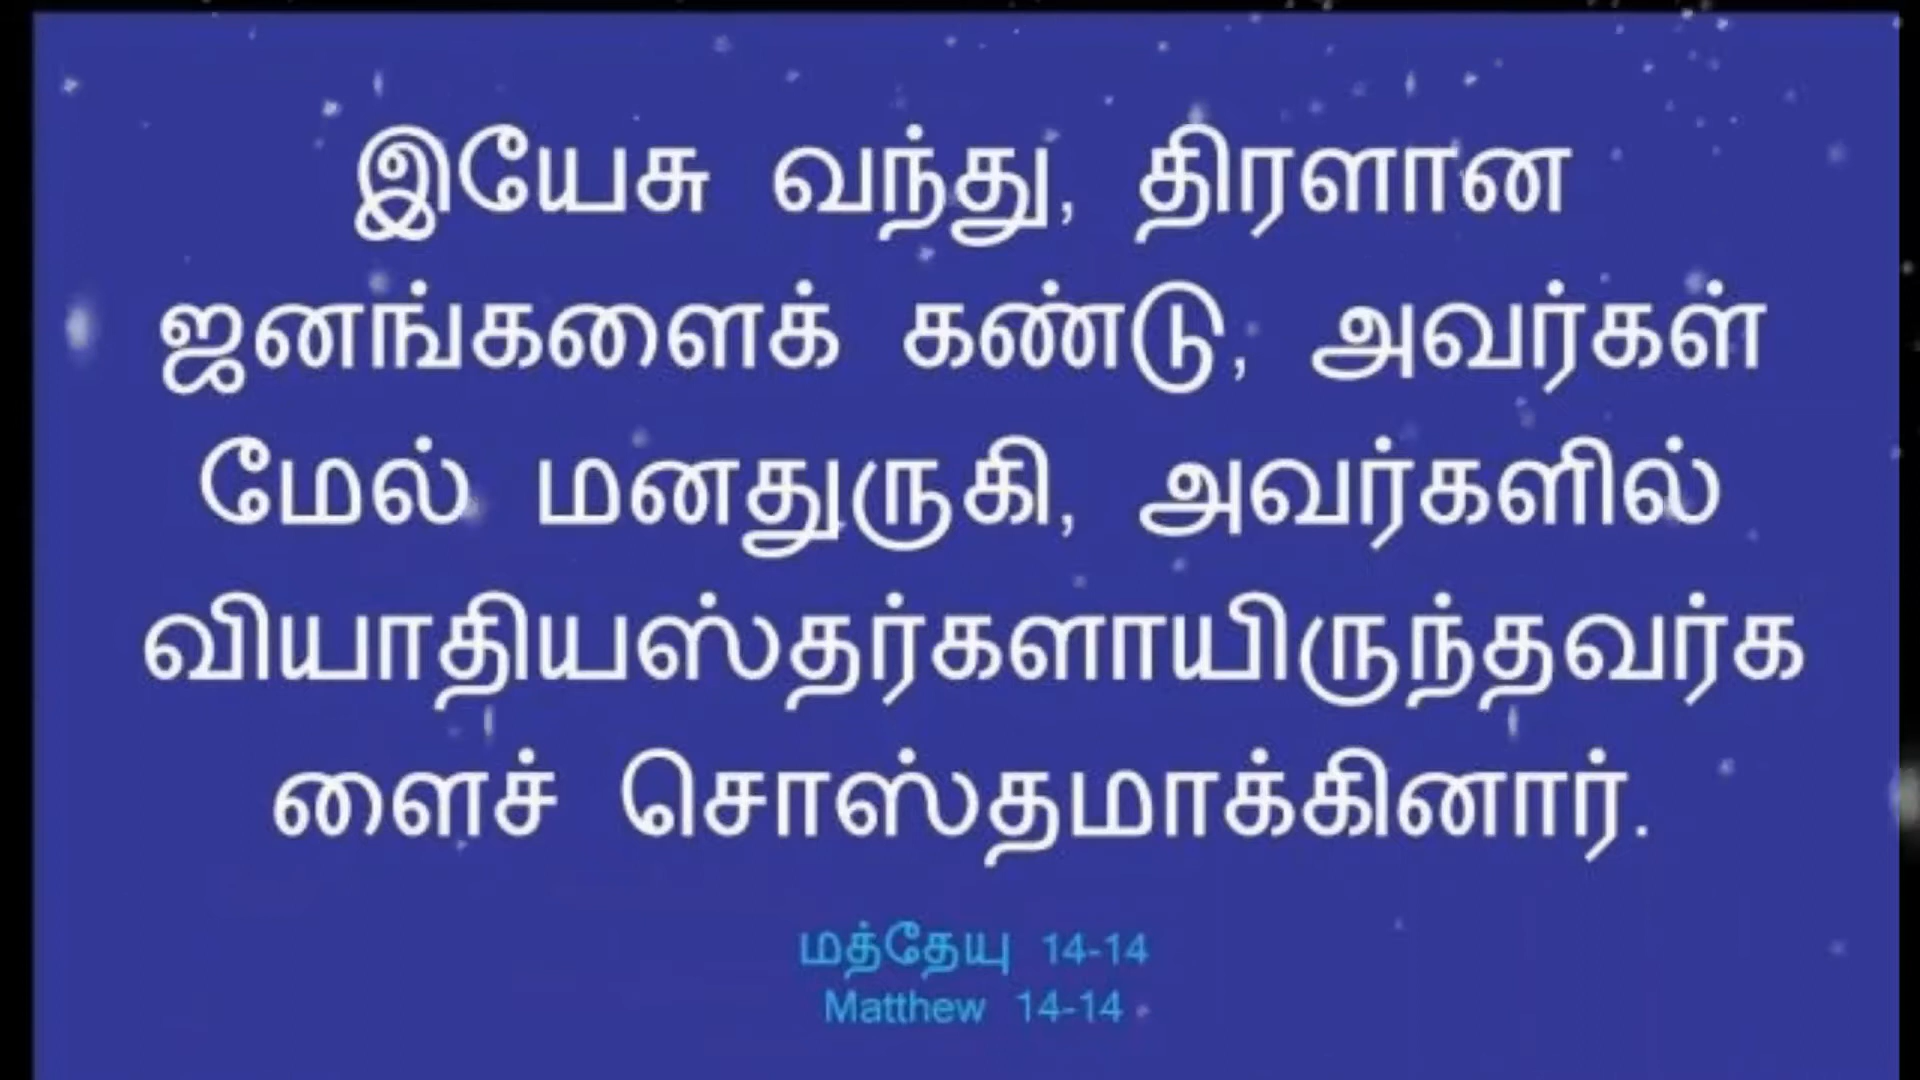 இயேசு வந்து, திரளான
ஜனங்களைக் கண்டு, அவர்கள்
மேல் மனதுருகி, அவர்களில்
வியாதியஸ்தர்களாயிருந்தவர்க
ளைச் சொஸ்தமாக்கினார்.
மத்தேயு 14-14
Matthew 14-14